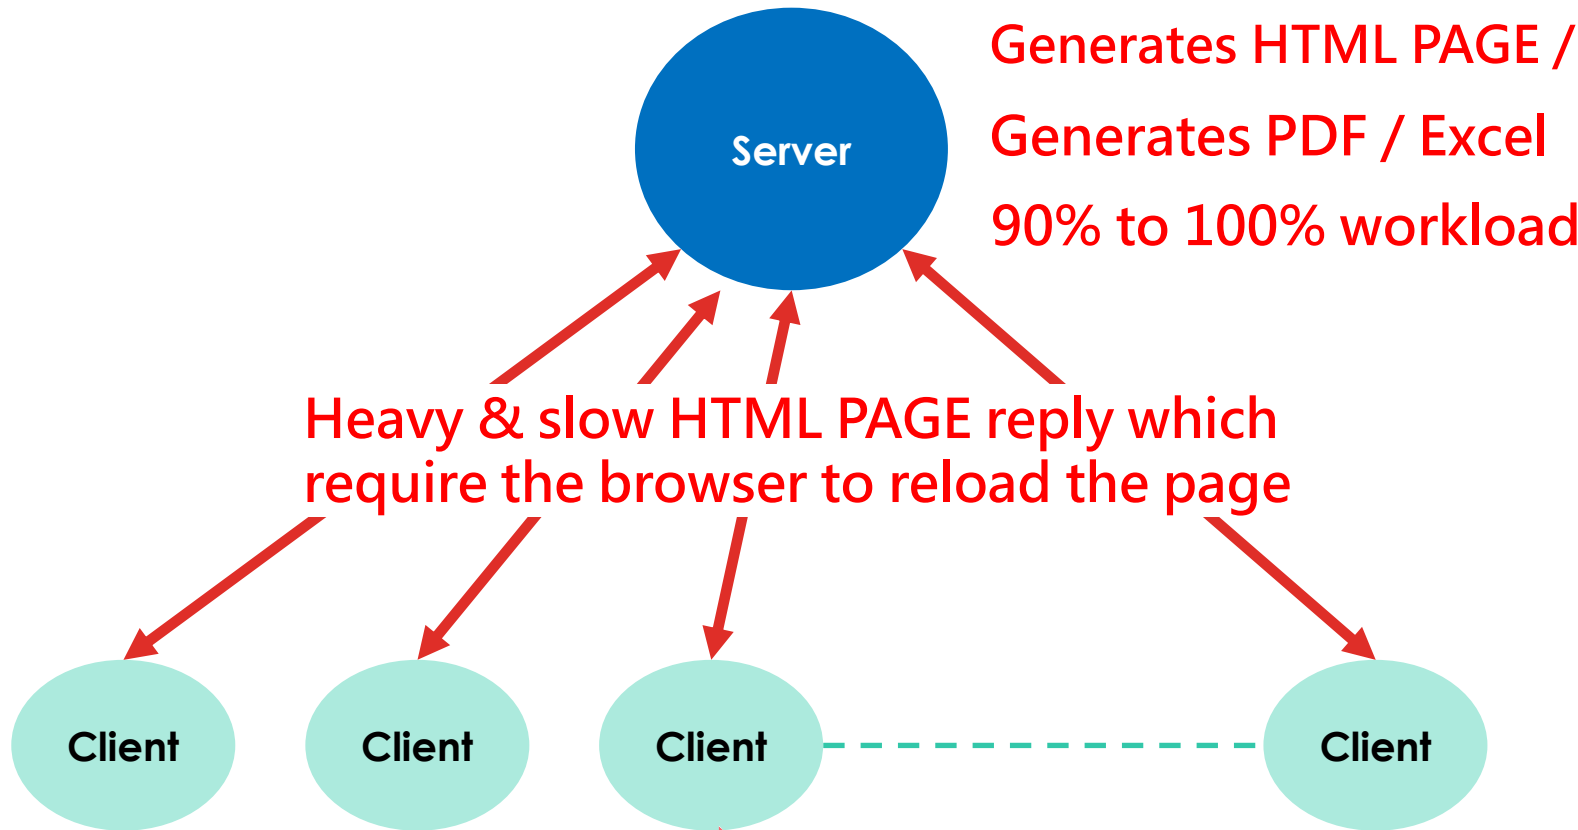 Generates HTML PAGE /
Generates PDF / Excel
90% to 100% workload
Server
Heavy & slow HTML PAGE reply which
require the browser to reload the page
Client
Client
Client
Client